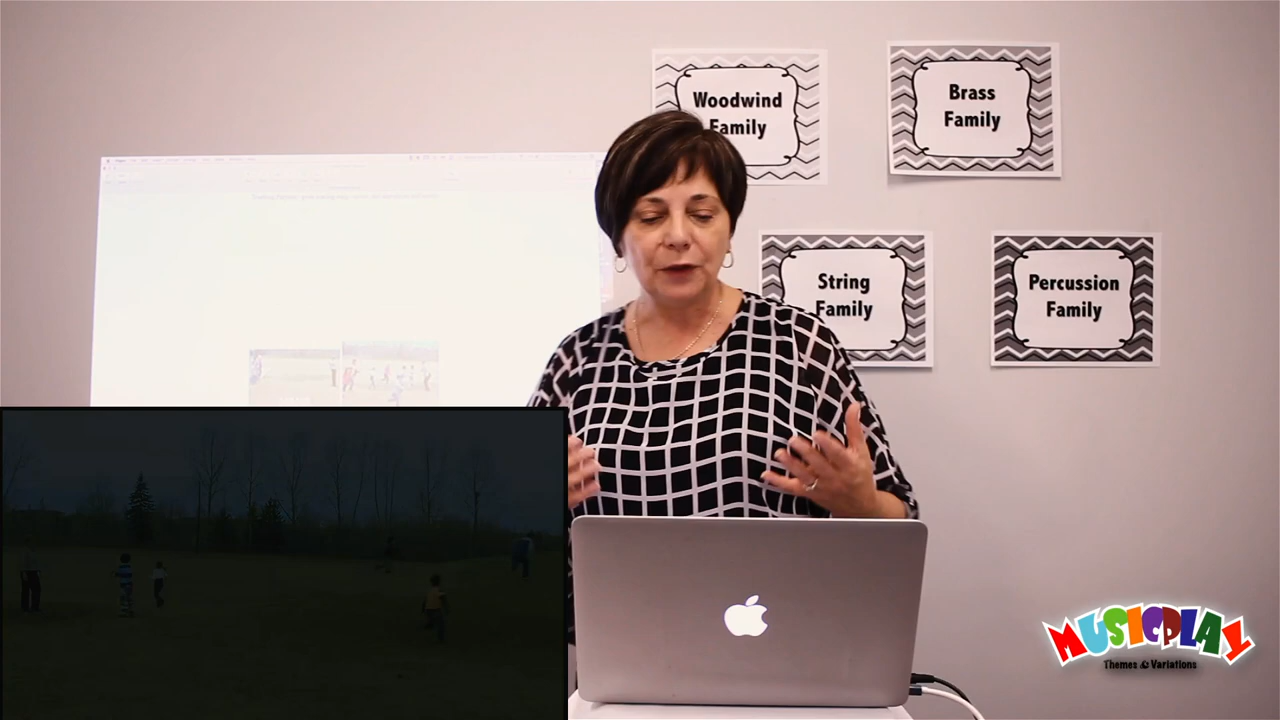 Woodwind
Family
Brass
Family
String
Family
Percussion
Family
MUSICPLAY
Themes & Variations